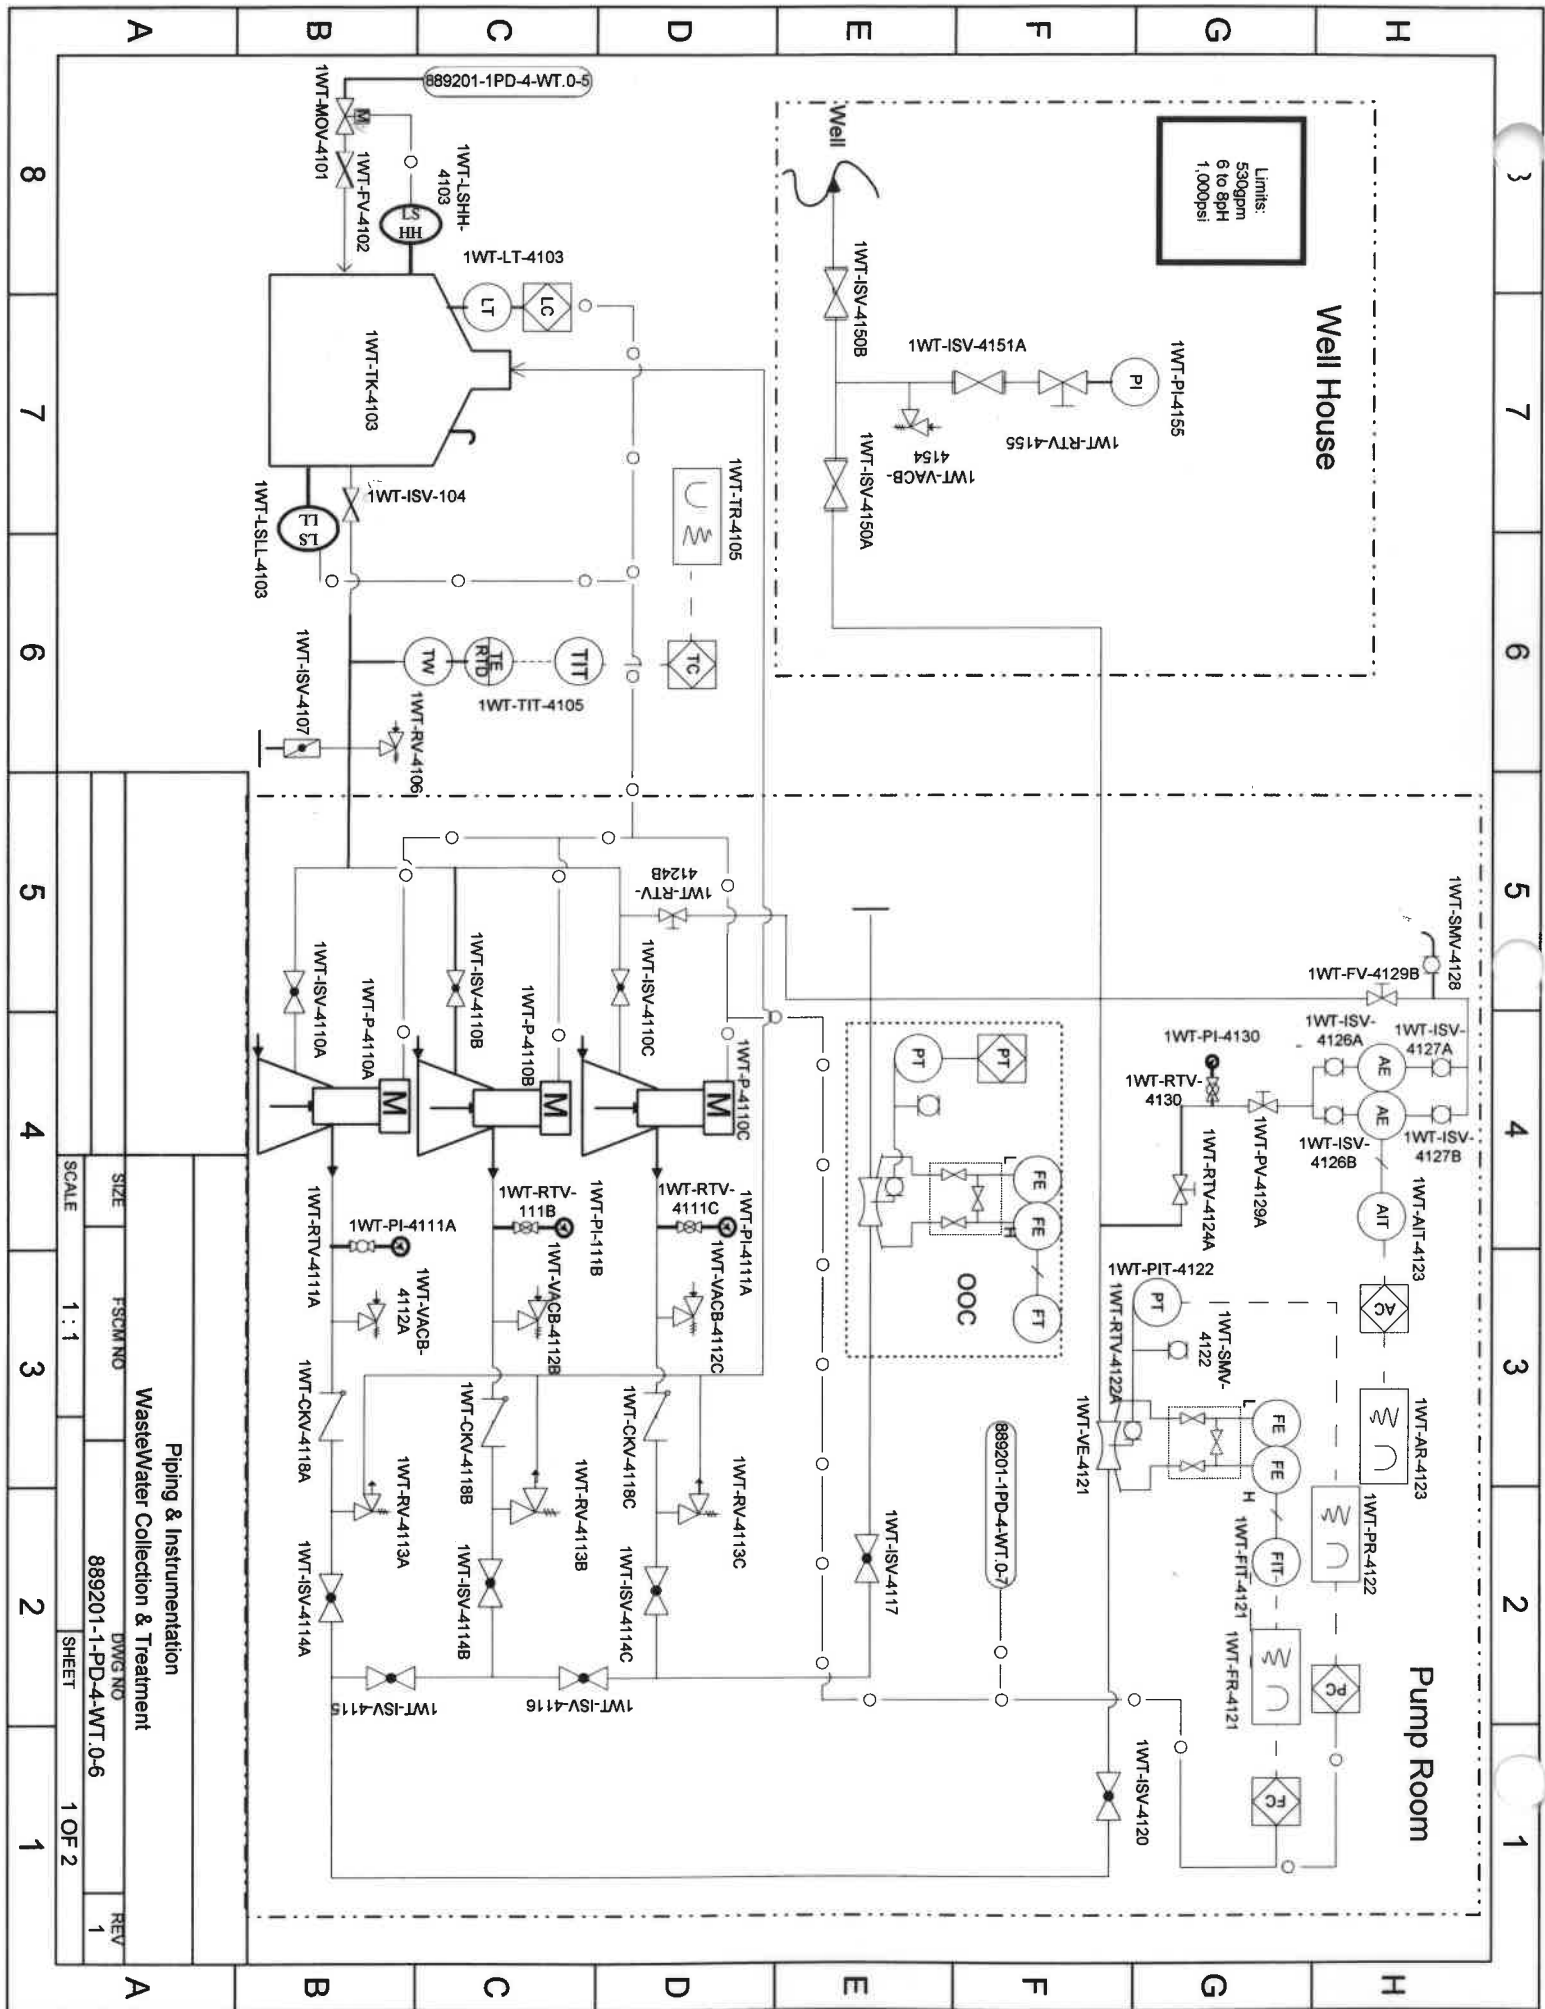 H
G
F
E
D
C
B
A
8
7
6
5
4
3
2
1
7
6
5
4
3
2
1
H
G
F
E
D
C
B
A
Limits:
530gpm
6 to 8pH
1,000psi
Well House
Well
1WT-ISV-4150B
1WT-ISV-4151A
1WT-PI-4155
PI
1WT-RTV-4155
1WT-VACB-
4154
1WT-ISV-4150A
889201-1PD-4-WT.0-5
M
1WT-MOV-4101
1WT-FV-4102
1WT-LSHH-
4103
LS
HH
1WT-LT-4103
LT
LC
1WT-TK-4103
1WT-ISV-104
LS
LL
1WT-LSLL-4103
1WT-TR-4105
TC
TIT
TE
RTD
TW
1WT-TIT-4105
1WT-ISV-4107
1WT-RV-4106
Pump Room
1WT-SMV-4128
1WT-FV-4129B
1WT-ISV-
4126A
1WT-ISV-
4127A
AE
AE
1WT-ISV-
4126B
1WT-ISV-
4127B
1WT-PI-4130
1WT-RTV-
4130
1WT-PV-4129A
1WT-RTV-4124A
AIT
1WT-AIT-4123
AC
1WT-AR-4123
1WT-PIT-4122
PT
1WT-SMV-
4122
1WT-RTV-4122A
1WT-VE-4121
L
FE
FE
H
FIT
1WT-FIT-4121
1WT-PR-4122
1WT-FR-4121
PC
FC
1WT-ISV-4120
1WT-RTV-
4124B
PT
PT
L
FE
FE
H
FT
OOC
889201-1PD-4-WT.0-7
1WT-ISV-4117
1WT-ISV-4110A
1WT-P-4110A
M
1WT-ISV-4110B
1WT-P-4110B
M
1WT-ISV-4110C
1WT-P-4110C
M
1WT-RTV-4111A
1WT-PI-4111A
1WT-VACB-
4112A
1WT-RTV-
111B
1WT-PI-111B
1WT-VACB-4112B
1WT-RTV-
4111C
1WT-PI-4111A
1WT-VACB-4112C
1WT-CKV-4118A
1WT-RV-4113A
1WT-ISV-4114A
1WT-CKV-4118B
1WT-RV-4113B
1WT-ISV-4114B
1WT-CKV-4118C
1WT-RV-4113C
1WT-ISV-4114C
1WT-ISV-4115
1WT-ISV-4116
Piping & Instrumentation
WasteWater Collection & Treatment
SIZE
FSCM NO
DWG NO
889201-1-PD-4-WT.0-6
REV
1
SCALE
1 : 1
SHEET
1 OF 2